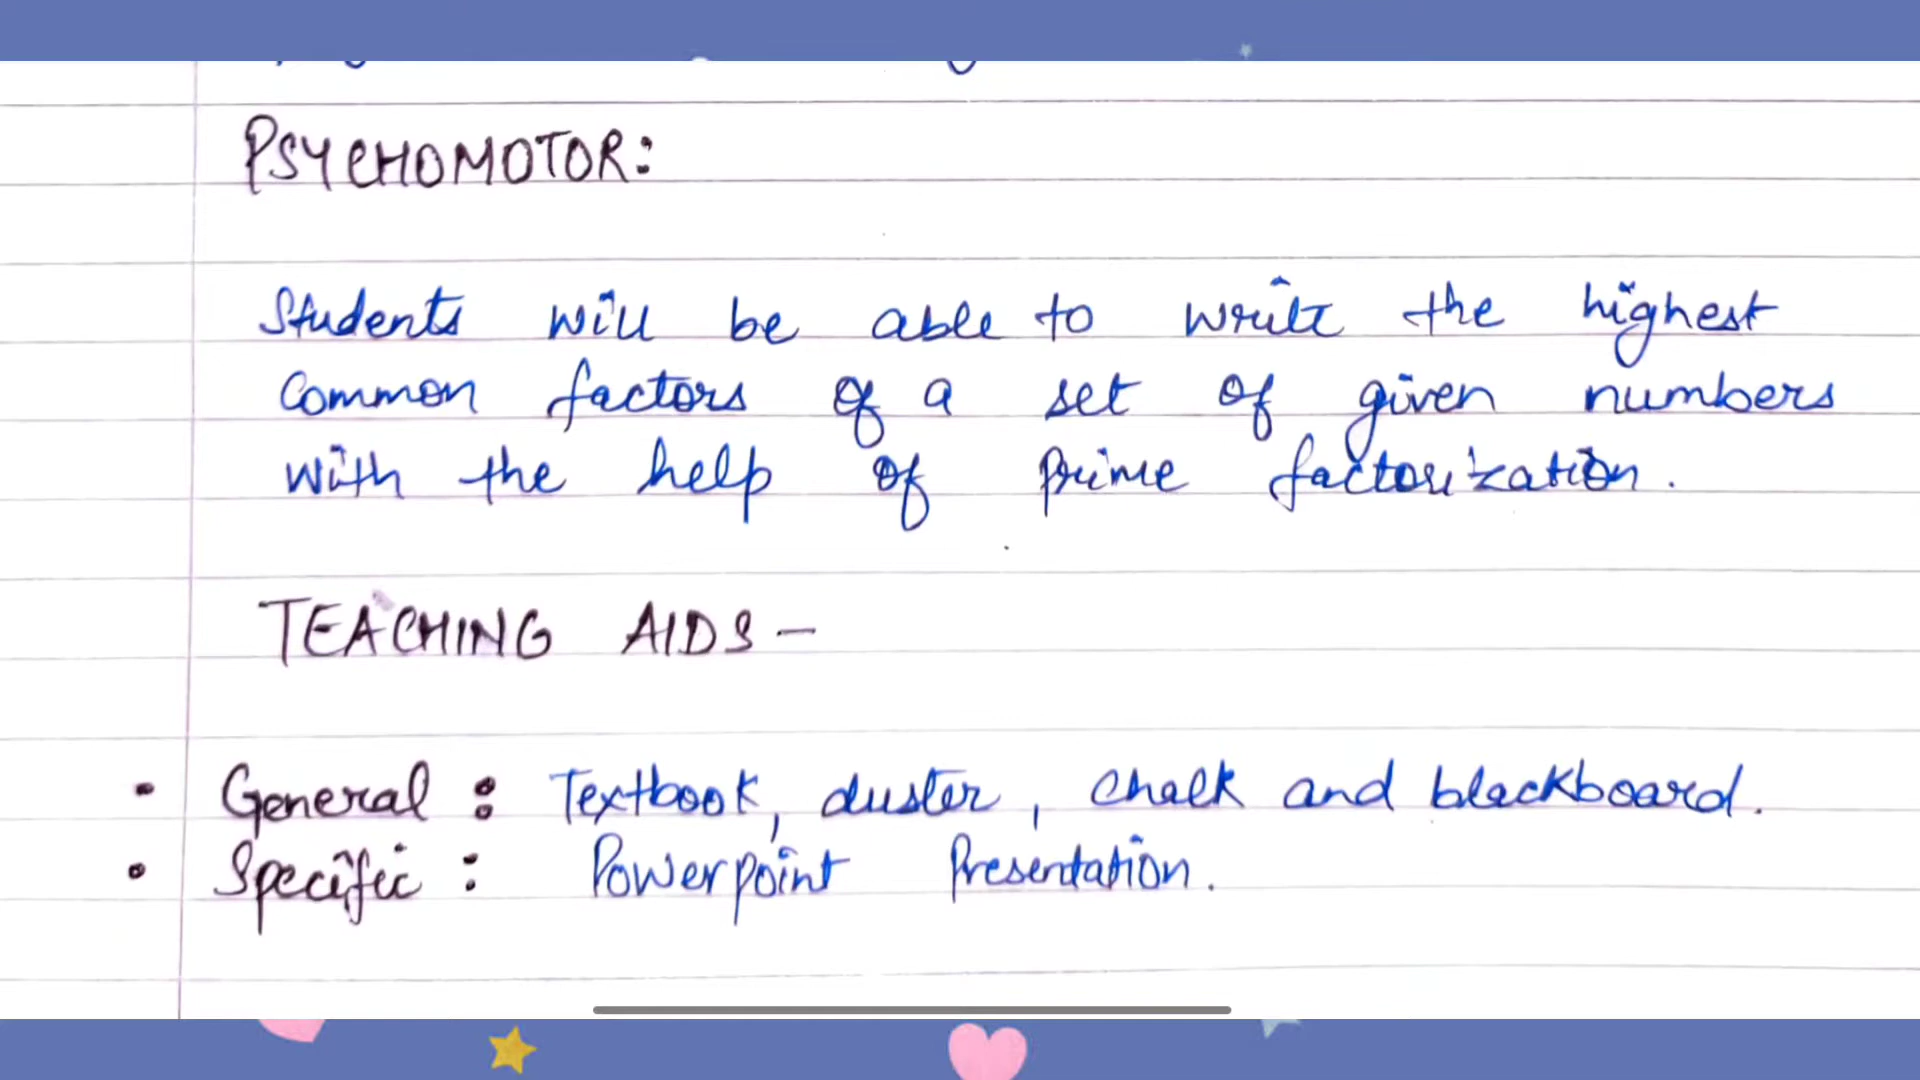 PSYCHOMOTOR:
Students will be able to write the highest
Common factors of a set of given numbers
with the help of prime factorization.
TEACHING AIDS -
• General : Textbook, duster, chalk and blackboard.
• Specific : Powerpoint Presentation.